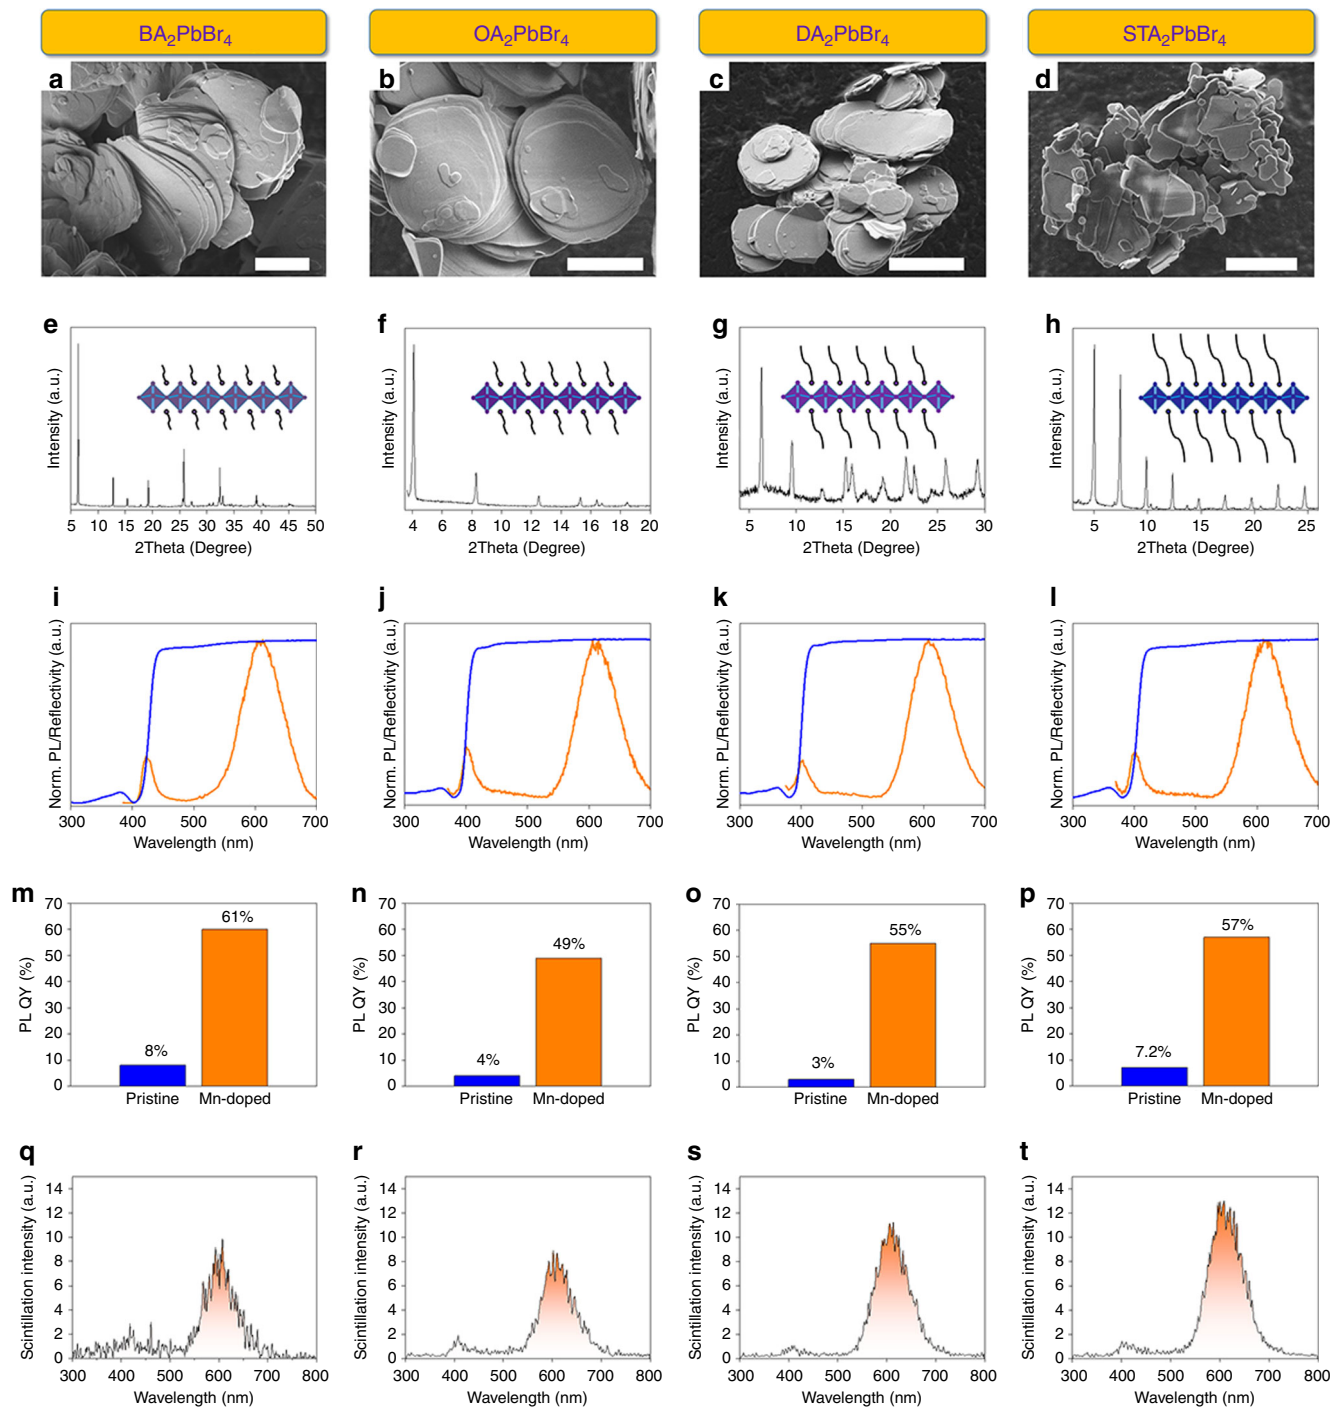 BA₂PbBr₄ OA₂PbBr₄ DA₂PbBr₄ STA₂PbBr₄
a b c d
e f g h
Intensity (a.u.) Intensity (a.u.) Intensity (a.u.) Intensity (a.u.)
5 10 15 20 25 30 35 40 45 50 4 6 8 10 12 14 16 18 20 5 10 15 20 25 30 5 10 15 20 25
2Theta (Degree) 2Theta (Degree) 2Theta (Degree) 2Theta (Degree)
i j k l
Norm. PL/Reflectivity (a.u.) Norm. PL/Reflectivity (a.u.) Norm. PL/Reflectivity (a.u.) Norm. PL/Reflectivity (a.u.)
300 400 500 600 700 300 400 500 600 700 300 400 500 600 700 300 400 500 600 700
Wavelength (nm) Wavelength (nm) Wavelength (nm) Wavelength (nm)
m n o p
PL QY (%) PL QY (%) PL QY (%) PL QY (%)
70 70 70 70
60 60 60 60
50 50 50 50
40 40 40 40
30 30 30 30
20 20 20 20
10 10 10 10
0 0 0 0
61% 49% 55% 57%
8% 4% 3% 7.2%
Pristine Mn-doped Pristine Mn-doped Pristine Mn-doped Pristine Mn-doped
q r s t
Scintillation intensity (a.u.) Scintillation intensity (a.u.) Scintillation intensity (a.u.) Scintillation intensity (a.u.)
14 14 14 14
12 12 12 12
10 10 10 10
8 8 8 8
6 6 6 6
4 4 4 4
2 2 2 2
0 0 0 0
300 400 500 600 700 800 300 400 500 600 700 800 300 400 500 600 700 800 300 400 500 600 700 800
Wavelength (nm) Wavelength (nm) Wavelength (nm) Wavelength (nm)